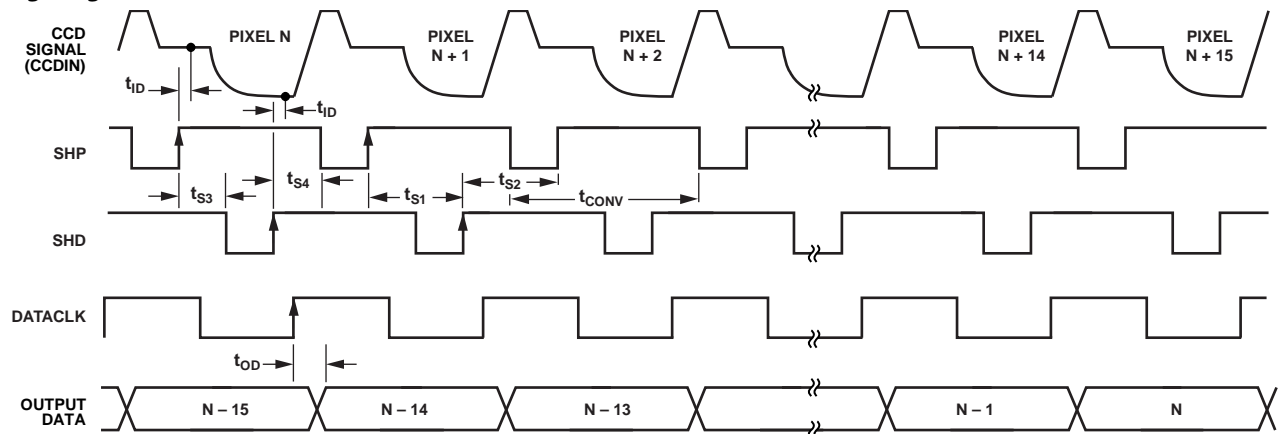 CCD
SIGNAL
(CCDIN)
PIXEL N
PIXEL
N + 1
PIXEL
N + 2
PIXEL
N + 14
PIXEL
N + 15
tID
tID
SHP
tS3
tS4
tS1
tS2
tCONV
SHD
DATACLK
tOD
OUTPUT
DATA
N – 15
N – 14
N – 13
N – 1
N